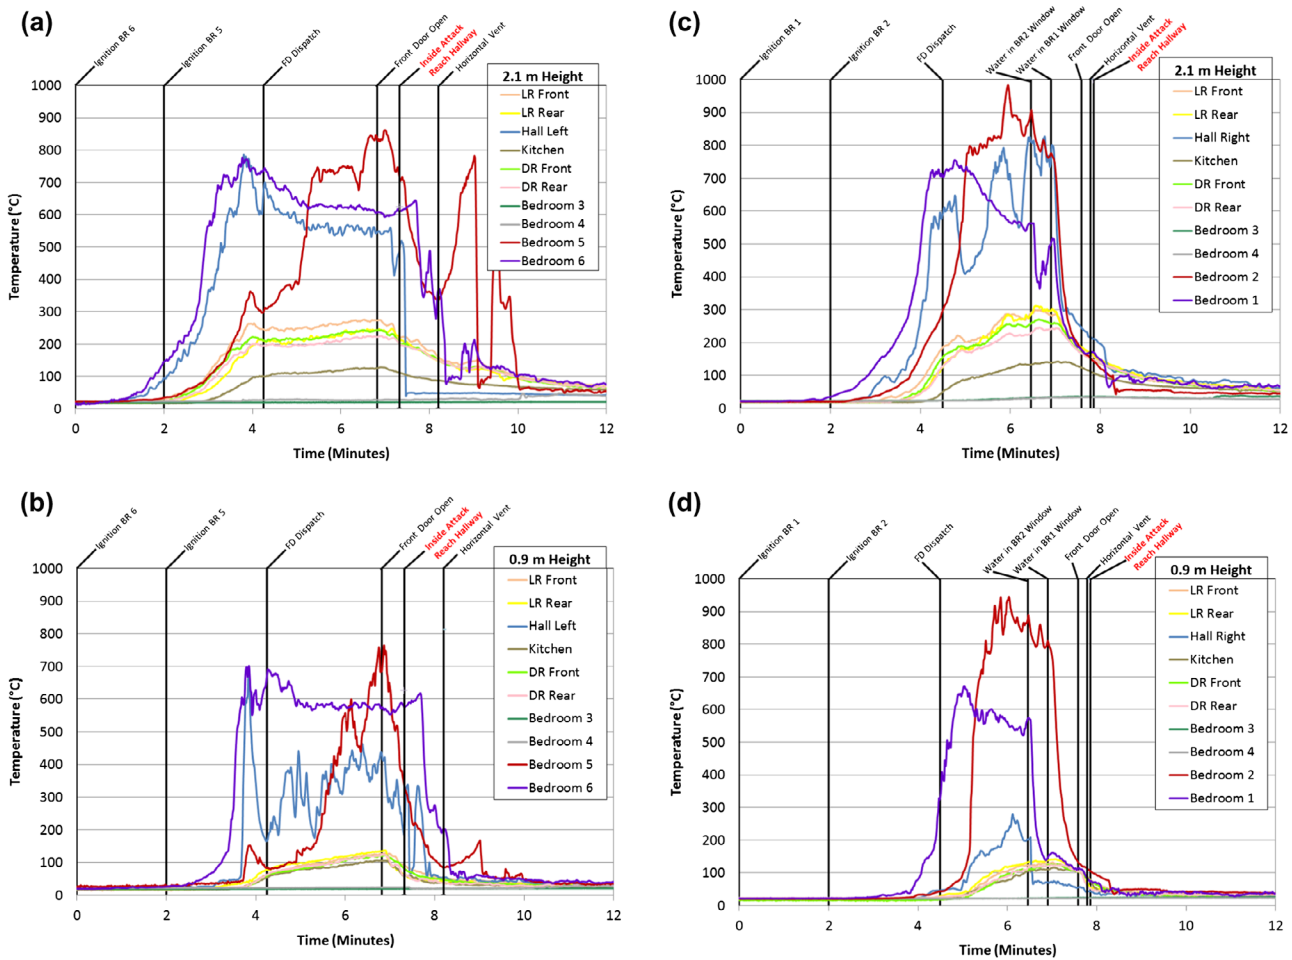 (a)
Ignition BR 6
Ignition BR 5
FD Dispatch
Front Door Open
Inside Attack
Reach Hallway
Horizontal Vent
2.1 m Height
LR Front
LR Rear
Hall Left
Kitchen
DR Front
DR Rear
Bedroom 3
Bedroom 4
Bedroom 5
Bedroom 6
Temperature (°C)
1000
900
800
700
600
500
400
300
200
100
0
0 2 4 6 8 10 12
Time (Minutes)
(c)
Ignition BR 1
Ignition BR 2
FD Dispatch
Water in BR2 Window
Water in BR1 Window
Front Door Open
Horizontal Vent
Inside Attack
Reach Hallway
2.1 m Height
LR Front
LR Rear
Hall Right
Kitchen
DR Front
DR Rear
Bedroom 3
Bedroom 4
Bedroom 2
Bedroom 1
Temperature (°C)
1000
900
800
700
600
500
400
300
200
100
0
0 2 4 6 8 10 12
Time (Minutes)
(b)
Ignition BR 6
Ignition BR 5
FD Dispatch
Front Door Open
Inside Attack
Reach Hallway
Horizontal Vent
0.9 m Height
LR Front
LR Rear
Hall Left
Kitchen
DR Front
DR Rear
Bedroom 3
Bedroom 4
Bedroom 5
Bedroom 6
Temperature (°C)
1000
900
800
700
600
500
400
300
200
100
0
0 2 4 6 8 10 12
Time (Minutes)
(d)
Ignition BR 1
Ignition BR 2
FD Dispatch
Water in BR2 Window
Water in BR1 Window
Front Door Open
Horizontal Vent
Inside Attack
Reach Hallway
0.9 m Height
LR Front
LR Rear
Hall Right
Kitchen
DR Front
DR Rear
Bedroom 3
Bedroom 4
Bedroom 2
Bedroom 1
Temperature (°C)
1000
900
800
700
600
500
400
300
200
100
0
0 2 4 6 8 10 12
Time (Minutes)